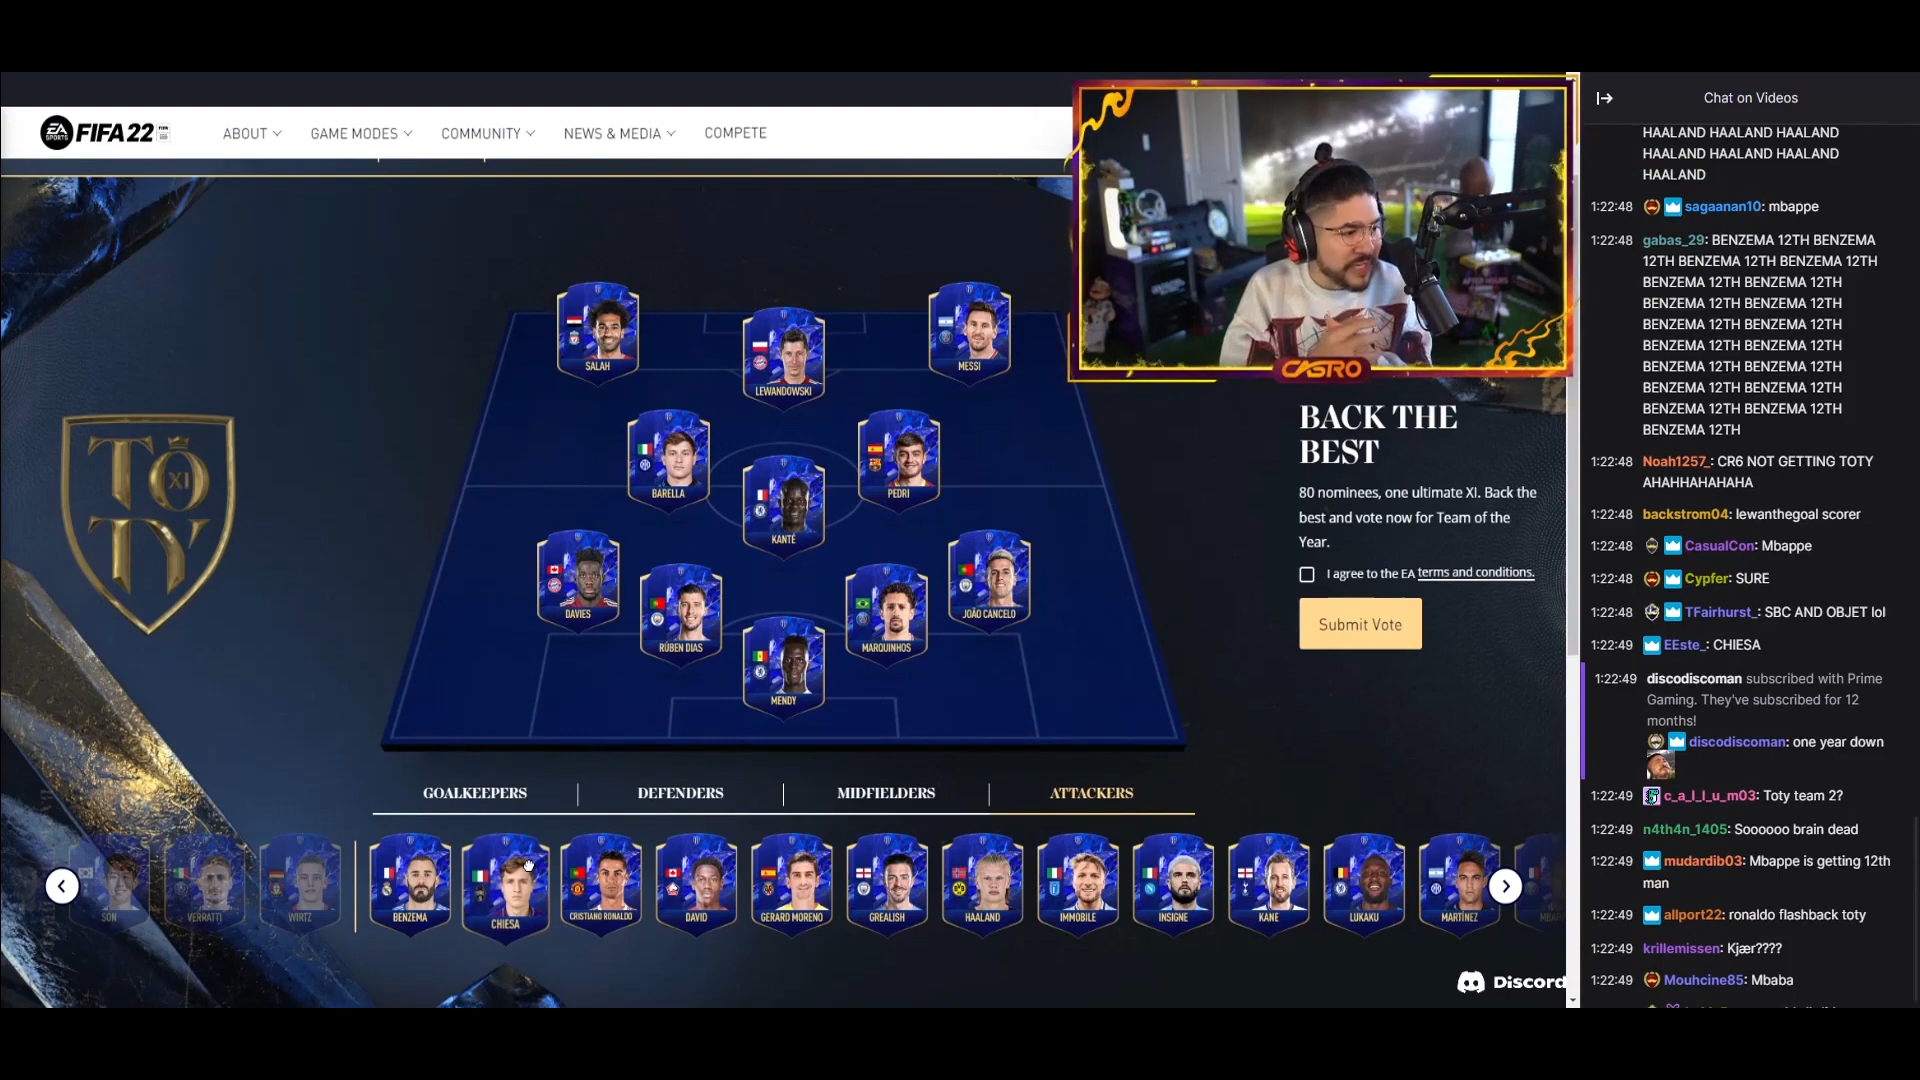 EA SPORTS FIFA 22
ABOUT
GAME MODES
COMMUNITY
NEWS & MEDIA
COMPETE
CASTRO
TOTY
XI
SALAH
LEWANDOWSKI
MESSI
BARELLA
PEDRI
KANTÉ
DAVIES
RÚBEN DIAS
MARQUINHOS
JOÃO CANCELO
MENDY
BACK THE
BEST
80 nominees, one ultimate XI. Back the
best and vote now for Team of the
Year.
I agree to the EA terms and conditions.
Submit Vote
GOALKEEPERS
DEFENDERS
MIDFIELDERS
ATTACKERS
SON
VERRATTI
WIRTZ
BENZEMA
CHIESA
CRISTIANO RONALDO
DAVID
GERARD MORENO
GREALISH
HAALAND
IMMOBILE
INSIGNE
KANE
LUKAKU
MARTÍNEZ
Discord
Chat on Videos
HAALAND HAALAND HAALAND
HAALAND HAALAND HAALAND
HAALAND
1:22:48 sagaanan10: mbappe
1:22:48 gabas_29: BENZEMA 12TH BENZEMA
12TH BENZEMA 12TH BENZEMA 12TH
BENZEMA 12TH BENZEMA 12TH
BENZEMA 12TH BENZEMA 12TH
BENZEMA 12TH BENZEMA 12TH
BENZEMA 12TH BENZEMA 12TH
BENZEMA 12TH BENZEMA 12TH
BENZEMA 12TH BENZEMA 12TH
BENZEMA 12TH BENZEMA 12TH
BENZEMA 12TH
1:22:48 Noah1257_: CR6 NOT GETTING TOTY
AHAHHAHAHAHA
1:22:48 backstrom04: lewanthegoal scorer
1:22:48 CasualCon: Mbappe
1:22:48 Cypfer: SURE
1:22:48 TFairhurst_: SBC AND OBJET lol
1:22:49 EEste_: CHIESA
1:22:49 discodiscoman subscribed with Prime
Gaming. They've subscribed for 12
months!
discodiscoman: one year down
1:22:49 c_a_l_l_u_m03: Toty team 2?
1:22:49 n4th4n_1405: Soooooo brain dead
1:22:49 mudardib03: Mbappe is getting 12th
man
1:22:49 allport22: ronaldo flashback toty
1:22:49 krillemissen: Kjær????
1:22:49 Mouhcine85: Mbaba